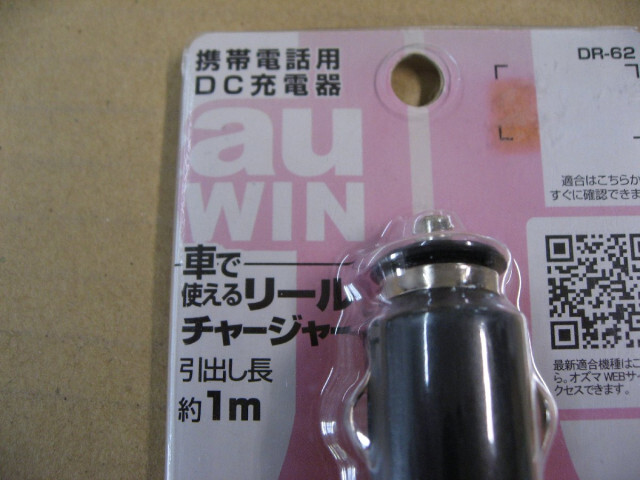 携帯電話用
DC充電器
au
WIN
車で
使えるリール
チャージャー
引出し長
約1m
DR-62
適合はこちらか
すぐに確認できま
最新適合機種はこ
ら。オズマWEBサイ
クセスできます。